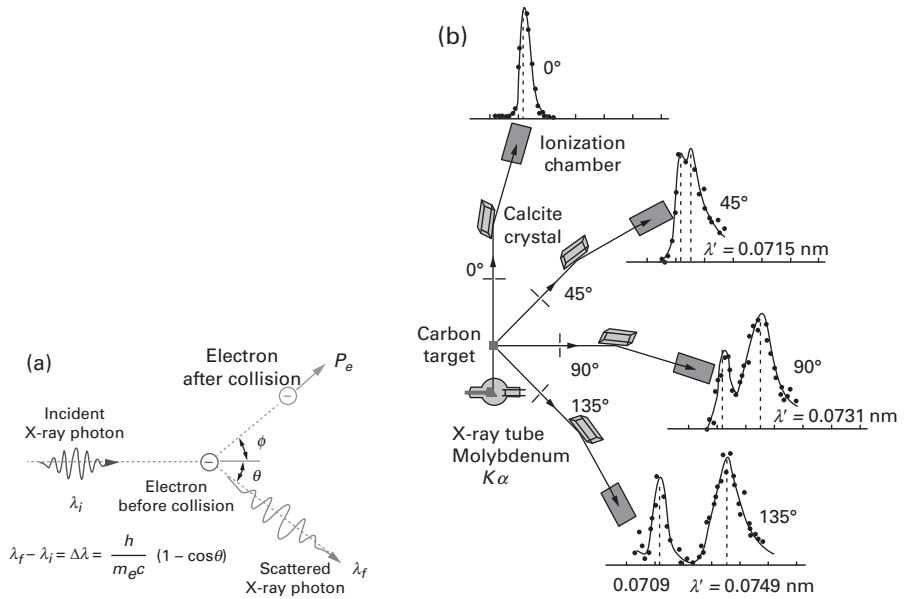 (a)
Electron
after collision
P_e
Incident
X-ray photon
ϕ
θ
λ_i
Electron
before collision
λ_f – λ_i = Δλ = h / m_e c (1 – cosθ)
Scattered
X-ray photon
λ_f
(b)
0°
Ionization
chamber
45°
Calcite
crystal
λ′ = 0.0715 nm
0°
45°
Carbon
target
90°
90°
λ′ = 0.0731 nm
135°
X-ray tube
Molybdenum
Kα
135°
0.0709
λ′ = 0.0749 nm